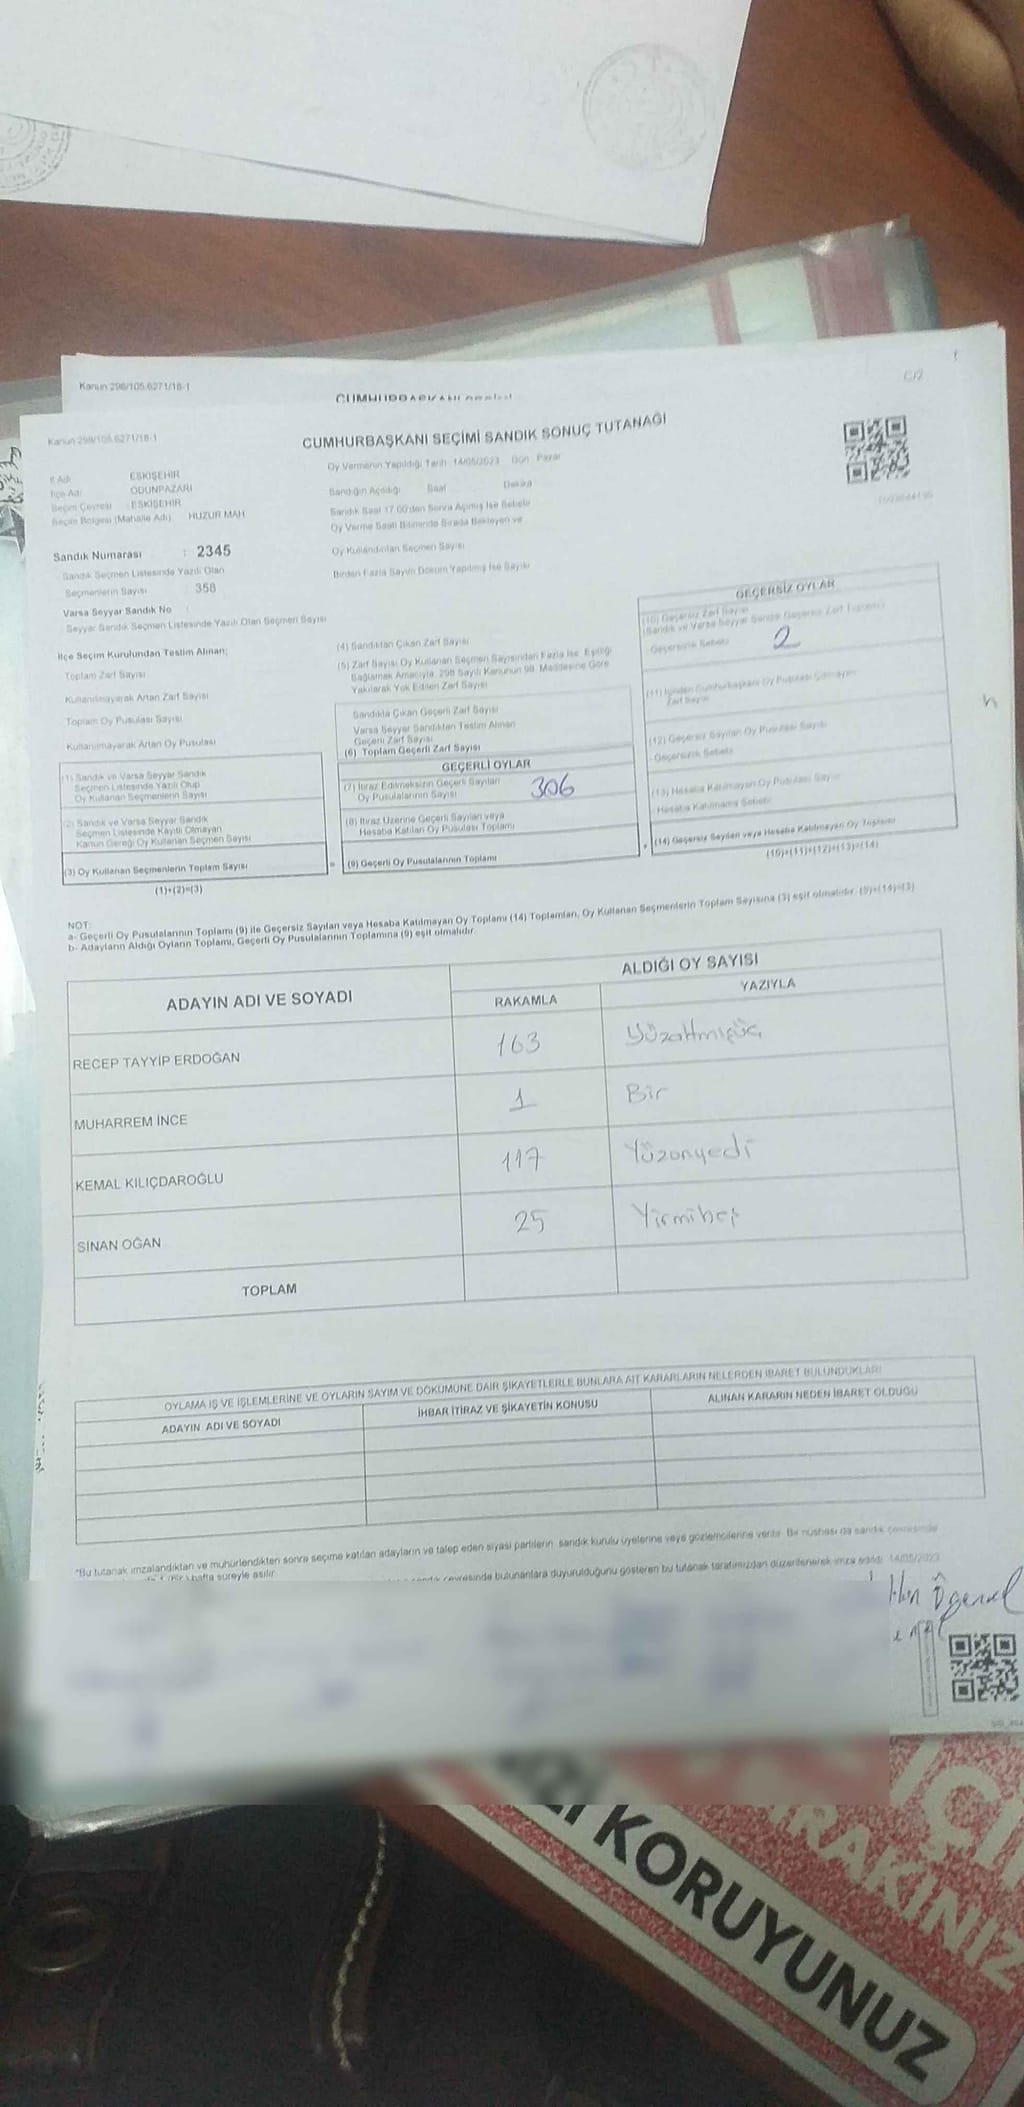 Kanun 298/105.6271/18-1
C/2
CUMHURBAŞKANI
Kanun 298/105.6271/18-1
CUMHURBAŞKANI SEÇİMİ SANDIK SONUÇ TUTANAĞI
İl Adı ESKİŞEHİR
İlçe Adı ODUNPAZARI
Seçim Çevresi : ESKİŞEHİR
Seçim Bölgesi (Mahalle Adı) HUZUR MAH
Oy Vermenin Yapıldığı Tarih 14/05/2023 Gün Pazar
Sandığın Açıldığı Saat Dakika
Sandık Saat 17.00'den Sonra Açılmış İse Sebebi
Oy Verme Saati Bitiminde Sırada Bekleyen ve
Oy Kullandırılan Seçmen Sayısı
Birden Fazla Sayım Döküm Yapılmış İse Sayısı
Sandık Numarası : 2345
Sandık Seçmen Listesinde Yazılı Olan
Seçmenlerin Sayısı 358
Varsa Seyyar Sandık No :
Seyyar Sandık Seçmen Listesinde Yazılı Olan Seçmen Sayısı
İlçe Seçim Kurulundan Teslim Alınan;
Toplam Zarf Sayısı
Kullanılmayarak Artan Zarf Sayısı
Toplam Oy Pusulası Sayısı
Kullanılmayarak Artan Oy Pusulası
(1) Sandık ve Varsa Seyyar Sandık
Seçmen Listesinde Yazılı Olup
Oy Kullanan Seçmenlerin Sayısı
(2) Sandık ve Varsa Seyyar Sandık
Seçmen Listesinde Kayıtlı Olmayan
Kanun Gereği Oy Kullanan Seçmen Sayısı
(3) Oy Kullanan Seçmenlerin Toplam Sayısı
(1)+(2)=(3)
(4) Sandıktan Çıkan Zarf Sayısı
(5) Zarf Sayısı Oy Kullanan Seçmen Sayısından Fazla İse, Eşitliği
Sağlamak Amacıyla, 298 Sayılı Kanunun 98. Maddesine Göre
Yakılarak Yok Edilen Zarf Sayısı
Sandıkta Çıkan Geçerli Zarf Sayısı
Varsa Seyyar Sandıktan Teslim Alınan
Geçerli Zarf Sayısı
(6) Toplam Geçerli Zarf Sayısı
GEÇERLİ OYLAR
(7) İtiraz Edilmeksizin Geçerli Sayılan
Oy Pusulalarının Sayısı 306
(8) İtiraz Üzerine Geçerli Sayılan veya
Hesaba Katılan Oy Pusulası Toplamı
= (9) Geçerli Oy Pusulalarının Toplamı
GEÇERSİZ OYLAR
(10) Geçersiz Zarf Sayısı
(Sandık ve Varsa Seyyar Sandık Geçersiz Zarf Toplamı)
Geçersizlik Sebebi 2
(11) İçinden Cumhurbaşkanı Oy Pusulası Çıkmayan
Zarf Sayısı
(12) Geçersiz Sayılan Oy Pusulası Sayısı
Geçersizlik Sebebi
(13) Hesaba Katılmayan Oy Pusulası Sayısı
Hesaba Katılmama Sebebi
+ (14) Geçersiz Sayılan veya Hesaba Katılmayan Oy Toplamı
(10)+(11)+(12)+(13)=(14)
NOT:
a- Geçerli Oy Pusulalarının Toplamı (9) ile Geçersiz Sayılan veya Hesaba Katılmayan Oy Toplamı (14) Toplamları, Oy Kullanan Seçmenlerin Toplam Sayısına (3) eşit olmalıdır. (9)+(14)=(3)
b- Adayların Aldığı Oyların Toplamı, Geçerli Oy Pusulalarının Toplamına (9) eşit olmalıdır.
ADAYIN ADI VE SOYADI
ALDIĞI OY SAYISI
RAKAMLA YAZIYLA
RECEP TAYYİP ERDOĞAN 163 Yüzatmışüç
MUHARREM İNCE 1 Bir
KEMAL KILIÇDAROĞLU 117 Yüzonyedi
SİNAN OĞAN 25 Yirmibeş
TOPLAM
OYLAMA İŞ VE İŞLEMLERİNE VE OYLARIN SAYIM VE DÖKÜMÜNE DAİR ŞİKAYETLERLE BUNLARA AİT KARARLARIN NELERDEN İBARET BULUNDUKLARI
ADAYIN ADI VE SOYADI İHBAR İTİRAZ VE ŞİKAYETİN KONUSU ALINAN KARARIN NEDEN İBARET OLDUĞU
*Bu tutanak imzalandıktan ve mühürlendikten sonra seçime katılan adayların ve talep eden siyasi partilerin sandık kurulu üyelerine veya gözlemcilerine verilir. Bir nüshası da sandık çevresinde
hafta süreyle asılır. çevresinde bulunanlara duyurulduğunu gösteren bu tutanak tarafımızdan düzenlenerek imza edildi. 14/05/2023
İÇİ
IRAKINIZ
KORUYUNUZ